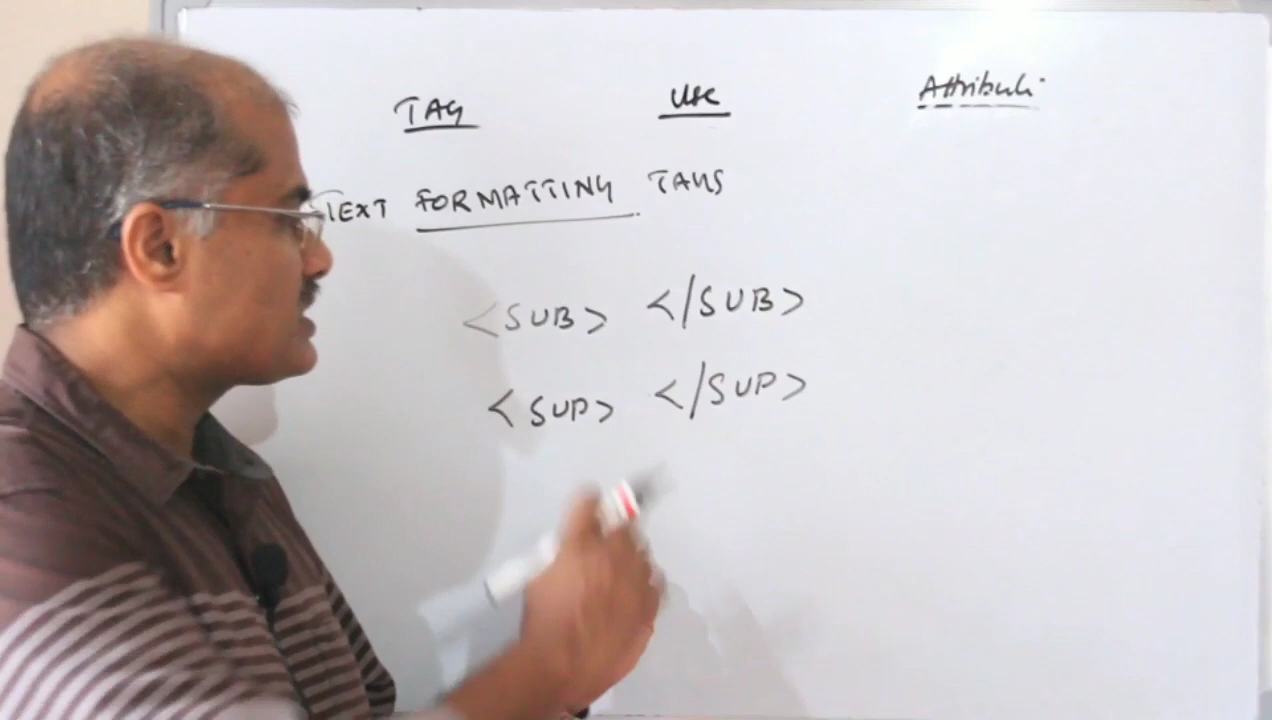 TAG Use Attribute
TEXT FORMATTING TAGS
<SUB> </SUB>
<SUP> </SUP>